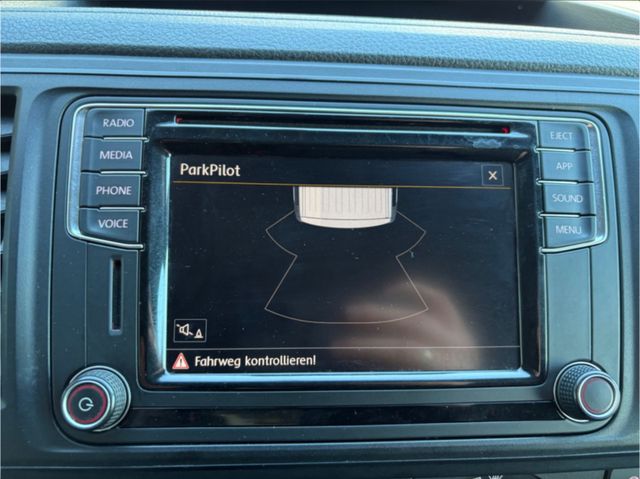 RADIO
MEDIA
PHONE
VOICE
ParkPilot
Fahrweg kontrollieren!
EJECT
APP
SOUND
MENU